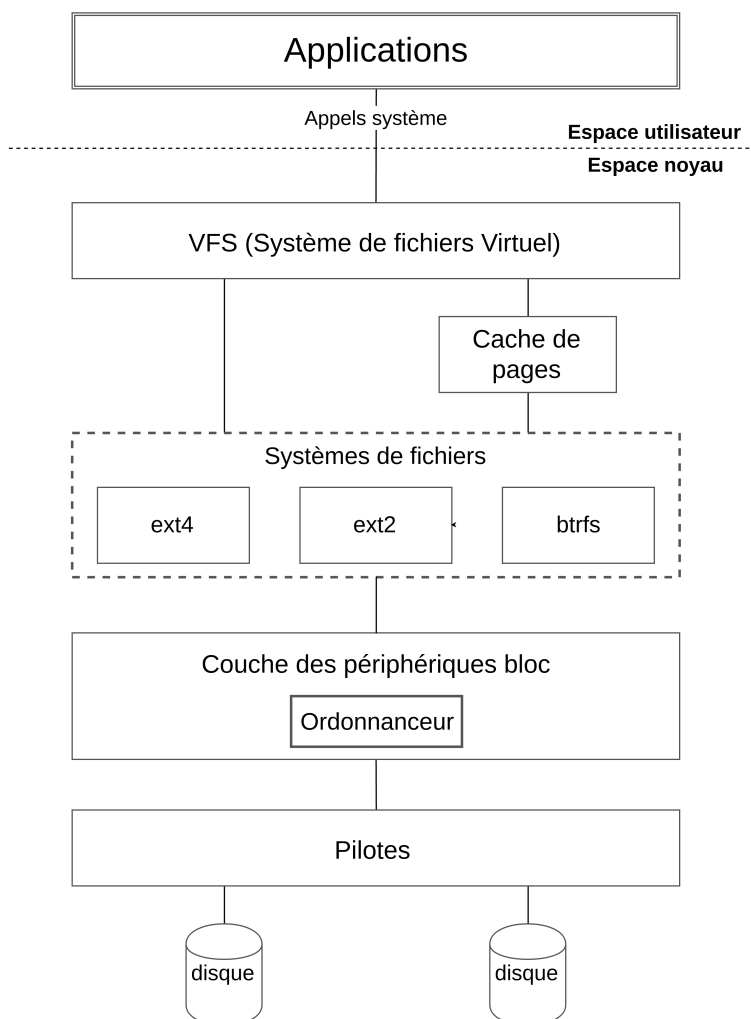 Applications
Appels système
Espace utilisateur
Espace noyau
VFS (Système de fichiers Virtuel)
Cache de
pages
Systèmes de fichiers
ext4
ext2
btrfs
Couche des périphériques bloc
Ordonnanceur
Pilotes
disque
disque